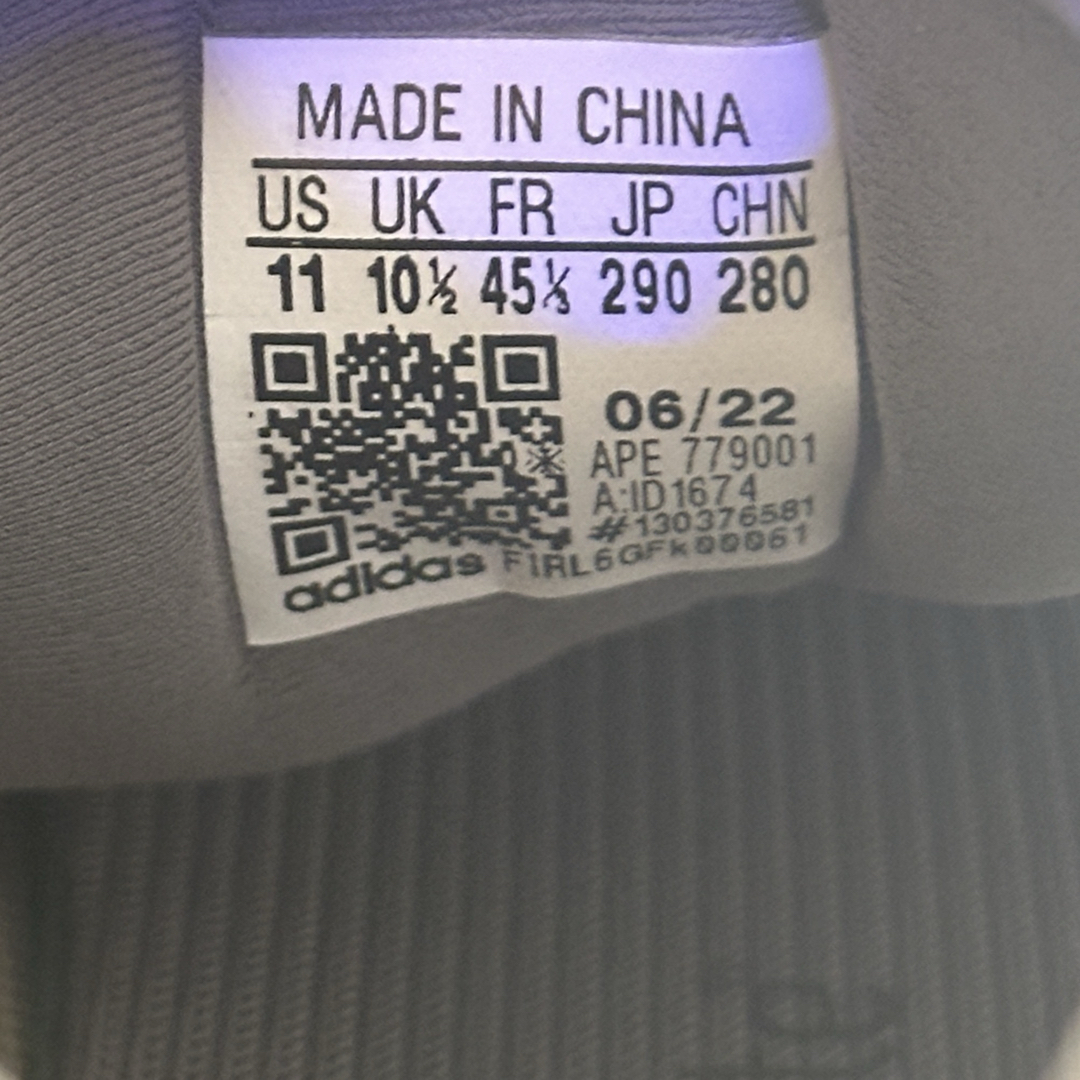 MADE IN CHINA
US UK FR JP CHN
11 10½ 45⅓ 290 280
06/22
APE 779001
A:ID1674
#130376581
adidas F1RL6GFk00061